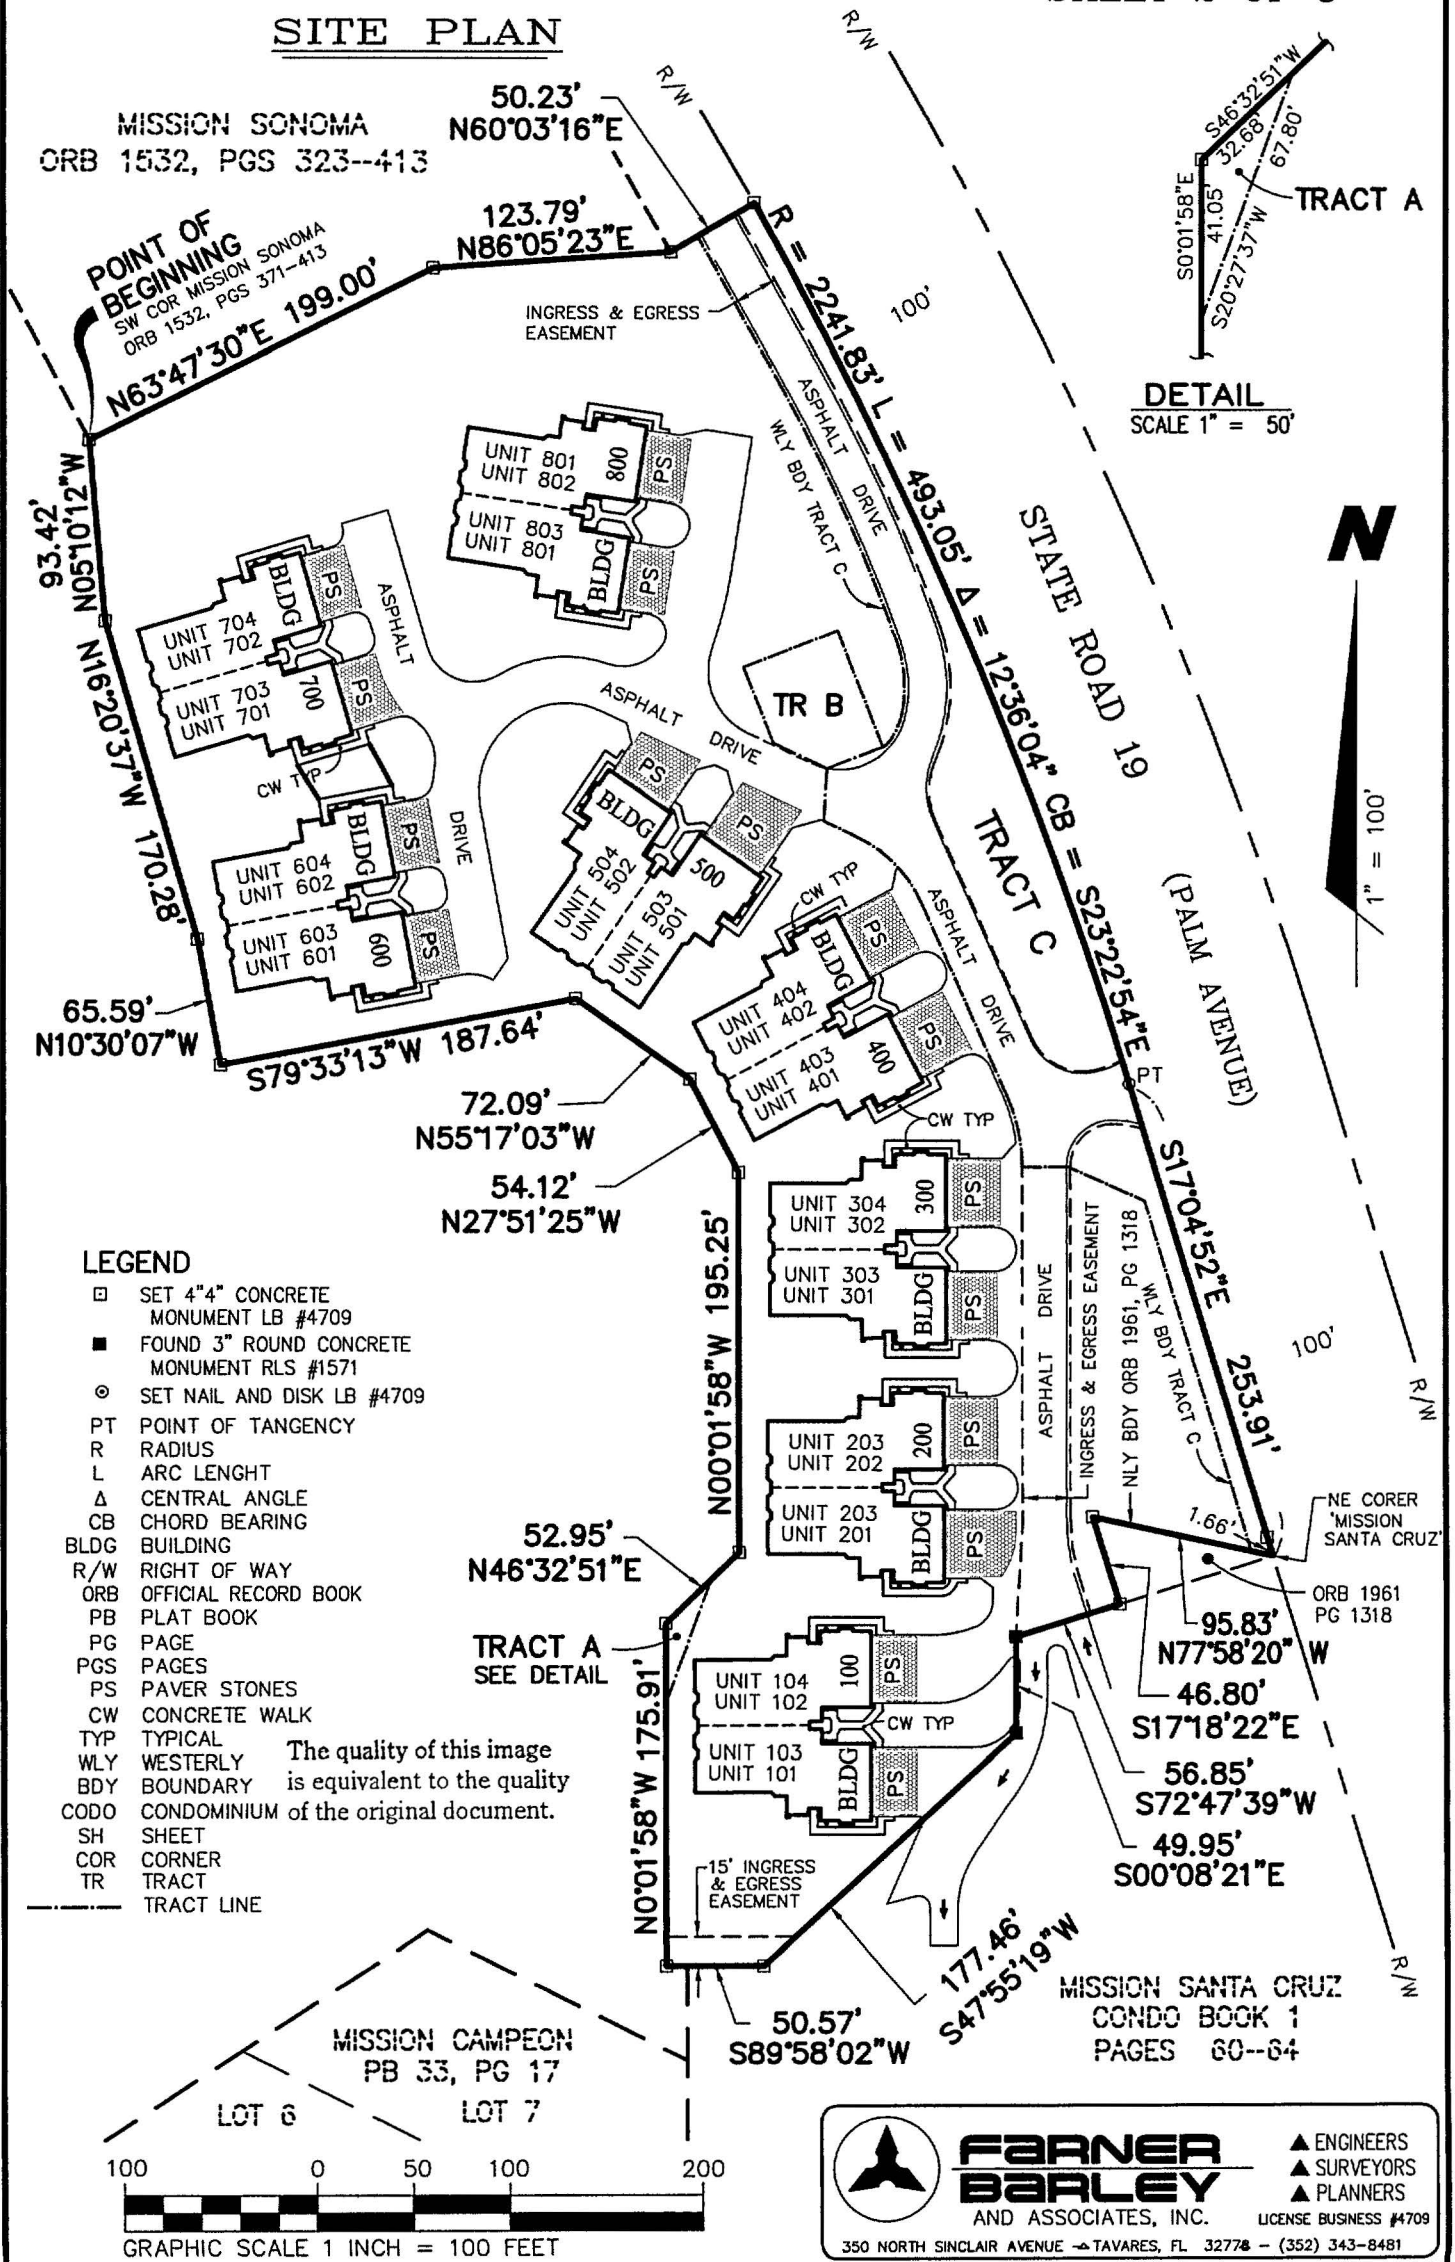 SITE PLAN
MISSION SONOMA
ORB 1532, PGS 323--413
50.23'
N60°03'16"E
R/W
R/W
S46°32'51"W
32.68'
67.80'
S0°01'58"E
41.05'
S20°27'37"W
TRACT A
DETAIL
SCALE 1" = 50'
POINT OF
BEGINNING
SW COR MISSION SONOMA
ORB 1532, PGS 371-413
123.79'
N86°05'23"E
N63°47'30"E 199.00'
INGRESS & EGRESS
EASEMENT
R = 2241.83' L = 493.05' Δ = 12°36'04" CB = S23°22'54"E
100'
ASPHALT DRIVE
WLY BDY TRACT C
STATE ROAD 19
(PALM AVENUE)
N
1" = 100'
93.42'
N05°10'12"W
N16°20'37"W 170.28'
UNIT 801
UNIT 802
UNIT 803
UNIT 801
BLDG 800
PS
PS
UNIT 704
UNIT 702
UNIT 703
UNIT 701
BLDG 700
PS
PS
ASPHALT
DRIVE
CW TYP
UNIT 604
UNIT 602
UNIT 603
UNIT 601
BLDG 600
PS
PS
ASPHALT DRIVE
TR B
TRACT C
UNIT 504
UNIT 502
UNIT 503
UNIT 501
BLDG 500
PS
PS
CW TYP
UNIT 404
UNIT 402
UNIT 403
UNIT 401
BLDG 400
PS
PS
ASPHALT DRIVE
CW TYP
65.59'
N10°30'07"W
S79°33'13"W 187.64'
72.09'
N55°17'03"W
54.12'
N27°51'25"W
PT
S17°04'52"E 253.91'
UNIT 304
UNIT 302
UNIT 303
UNIT 301
BLDG 300
PS
PS
N00°01'58"W 195.25'
ASPHALT DRIVE
INGRESS & EGRESS EASEMENT
NLY BDY ORB 1961, PG 1318
WLY BDY TRACT C
100'
R/W
UNIT 203
UNIT 202
UNIT 203
UNIT 201
BLDG 200
PS
PS
1.66'
NE CORER
'MISSION
SANTA CRUZ'
ORB 1961
PG 1318
52.95'
N46°32'51"E
TRACT A
SEE DETAIL
95.83'
N77°58'20" W
46.80'
S17°18'22"E
56.85'
S72°47'39"W
49.95'
S00°08'21"E
UNIT 104
UNIT 102
UNIT 103
UNIT 101
BLDG 100
PS
PS
CW TYP
N0°01'58"W 175.91'
15' INGRESS
& EGRESS
EASEMENT
177.46'
S47°55'19"W
50.57'
S89°58'02"W
R/W
LEGEND
SET 4"4" CONCRETE
MONUMENT LB #4709
FOUND 3" ROUND CONCRETE
MONUMENT RLS #1571
SET NAIL AND DISK LB #4709
PT POINT OF TANGENCY
R RADIUS
L ARC LENGHT
Δ CENTRAL ANGLE
CB CHORD BEARING
BLDG BUILDING
R/W RIGHT OF WAY
ORB OFFICIAL RECORD BOOK
PB PLAT BOOK
PG PAGE
PGS PAGES
PS PAVER STONES
CW CONCRETE WALK
TYP TYPICAL
WLY WESTERLY
BDY BOUNDARY
CODO CONDOMINIUM
SH SHEET
COR CORNER
TR TRACT
TRACT LINE
The quality of this image
is equivalent to the quality
of the original document.
MISSION CAMPEON
PB 33, PG 17
LOT 6
LOT 7
MISSION SANTA CRUZ
CONDO BOOK 1
PAGES 60--64
100 0 50 100 200
GRAPHIC SCALE 1 INCH = 100 FEET
FARNER
BARLEY
AND ASSOCIATES, INC.
ENGINEERS
SURVEYORS
PLANNERS
LICENSE BUSINESS #4709
350 NORTH SINCLAIR AVENUE - TAVARES, FL 32778 - (352) 343-8481